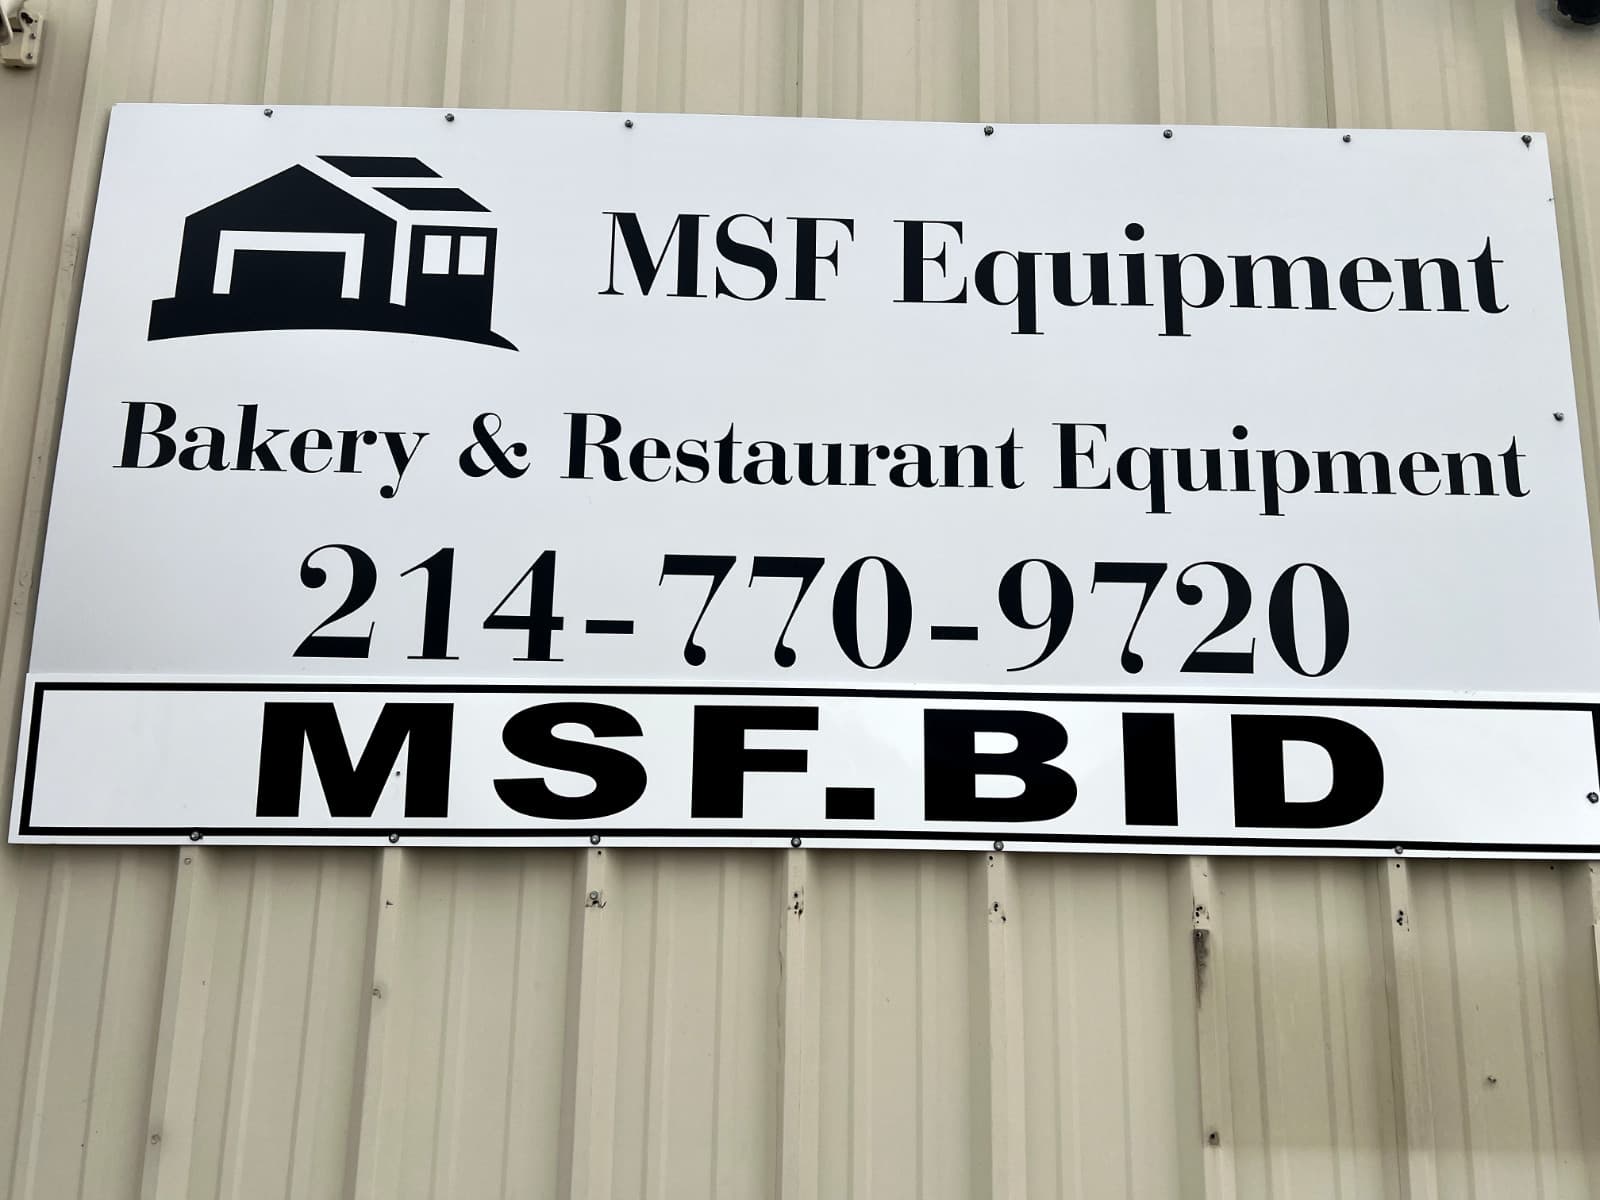 MSF Equipment
Bakery & Restaurant Equipment
214-770-9720
MSF.BID